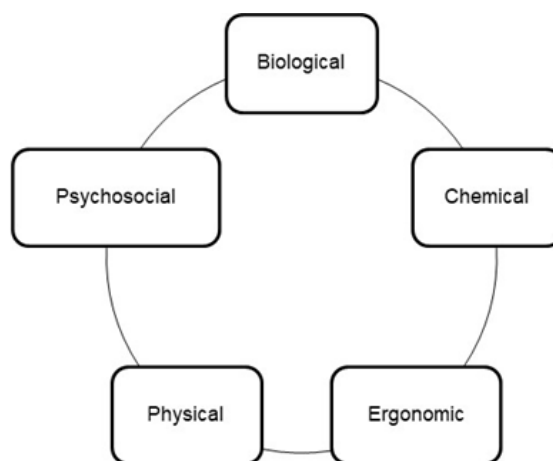 Biological
Chemical
Ergonomic
Physical
Psychosocial